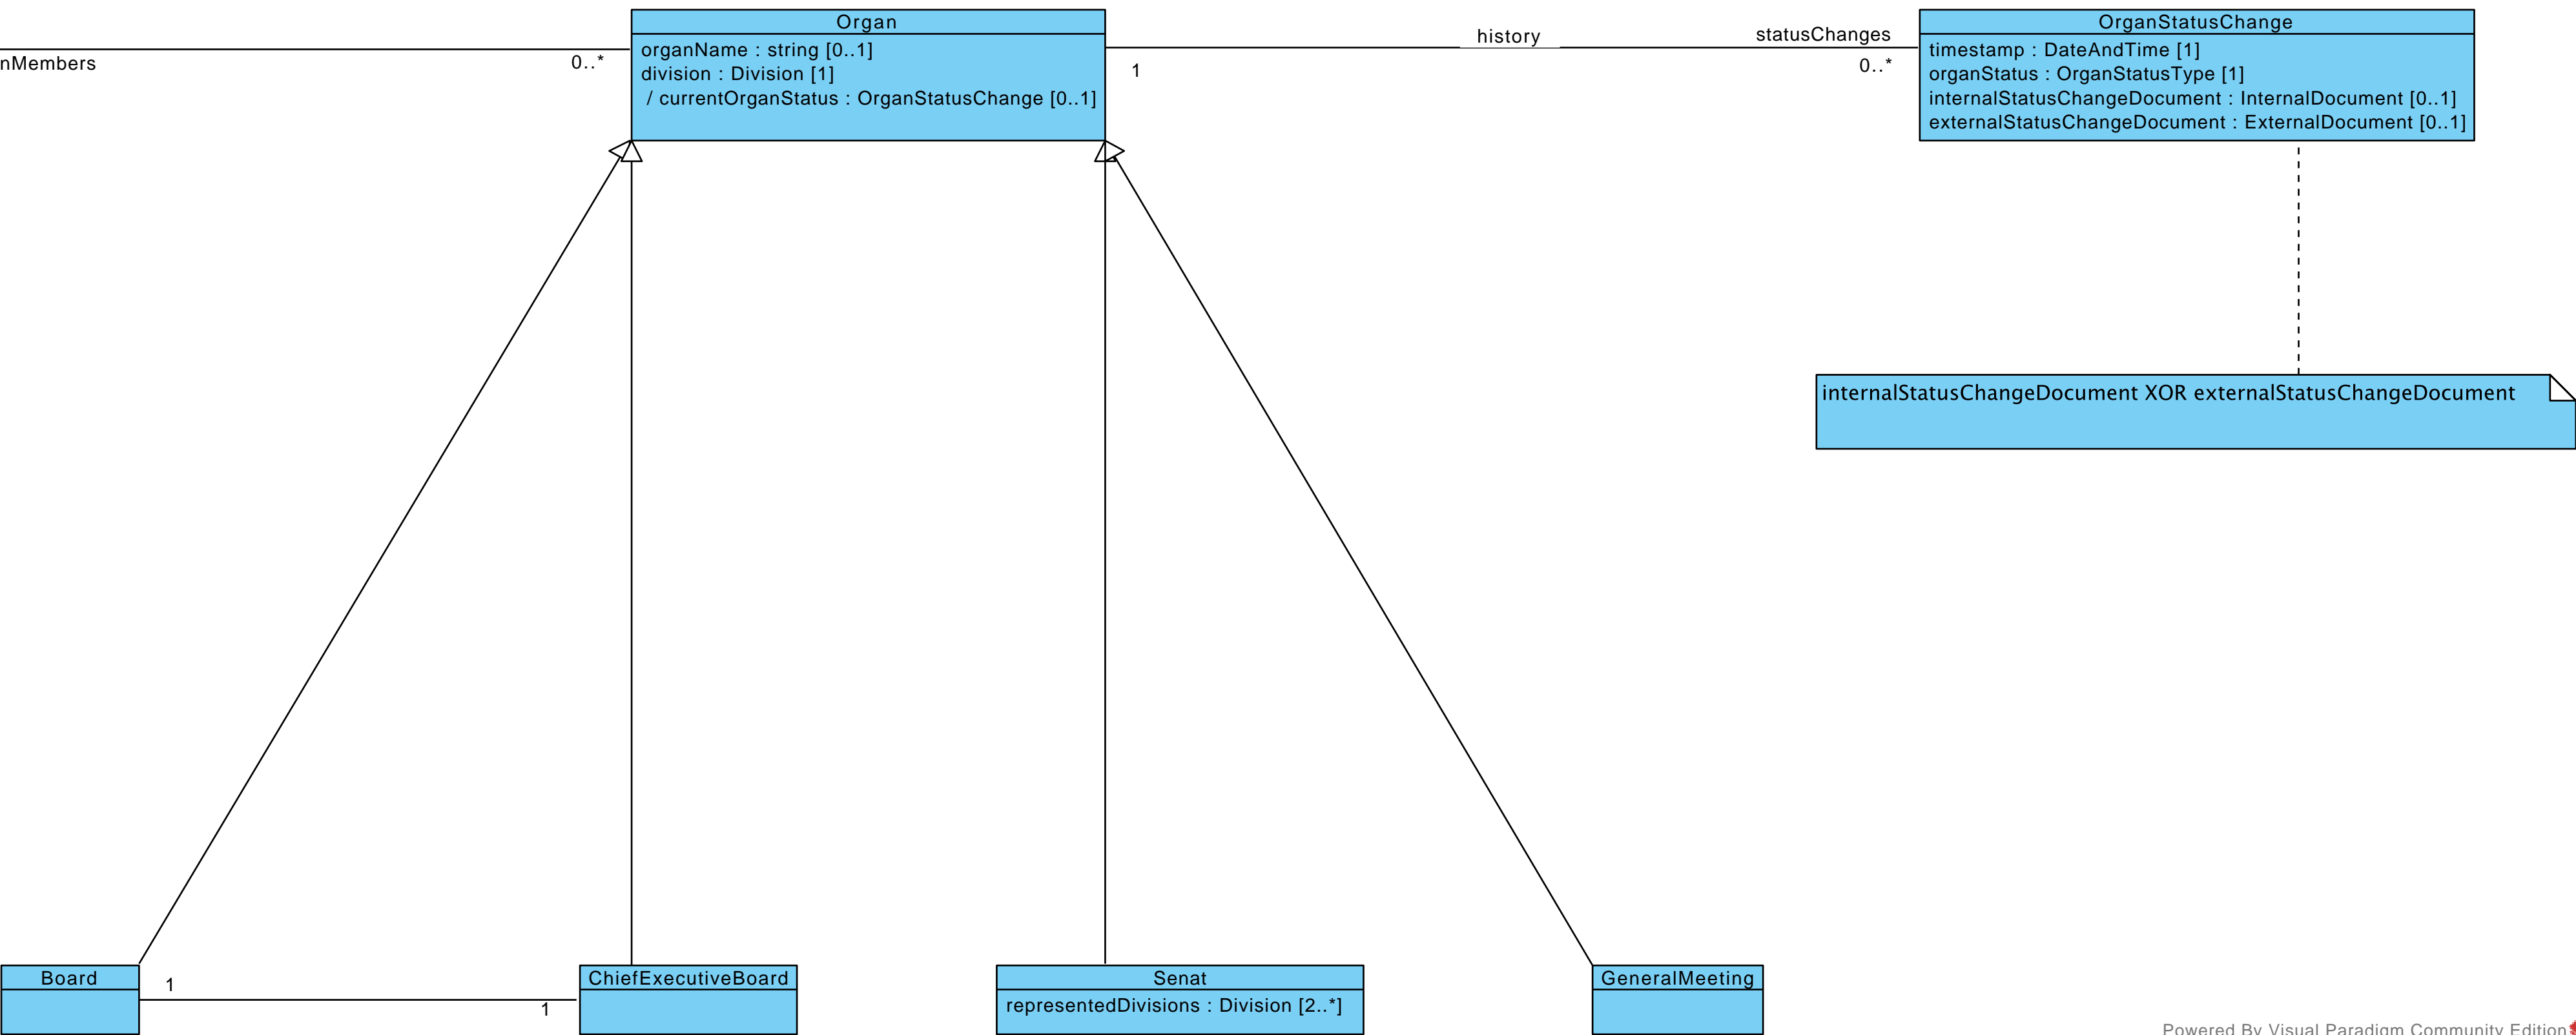 Organ
organName : string [0..1]
division : Division [1]
/ currentOrganStatus : OrganStatusChange [0..1]
nMembers
0..*
1
history
statusChanges
0..*
OrganStatusChange
timestamp : DateAndTime [1]
organStatus : OrganStatusType [1]
internalStatusChangeDocument : InternalDocument [0..1]
externalStatusChangeDocument : ExternalDocument [0..1]
internalStatusChangeDocument XOR externalStatusChangeDocument
Board
1
1
ChiefExecutiveBoard
Senat
representedDivisions : Division [2..*]
GeneralMeeting
Powered By Visual Paradigm Community Edition